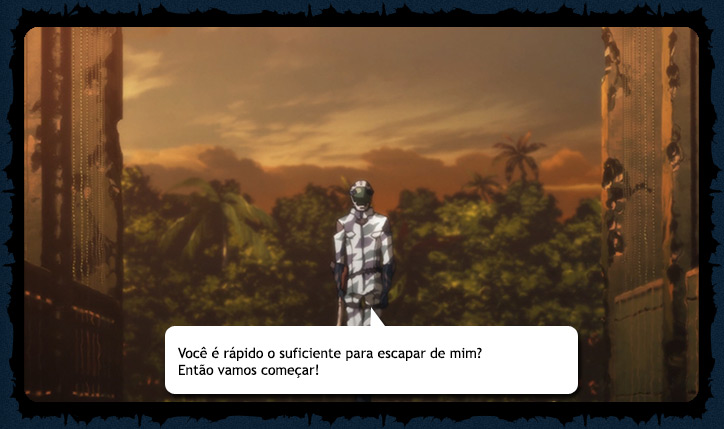 Você é rápido o suficiente para escapar de mim?
Então vamos começar!